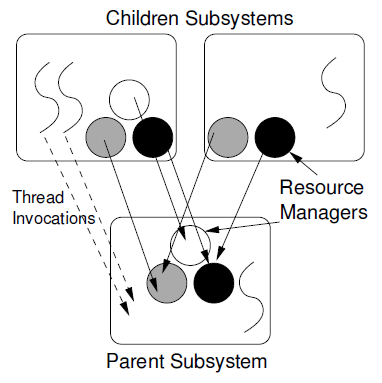 Children Subsystems
Thread
Invocations
Resource
Managers
Parent Subsystem